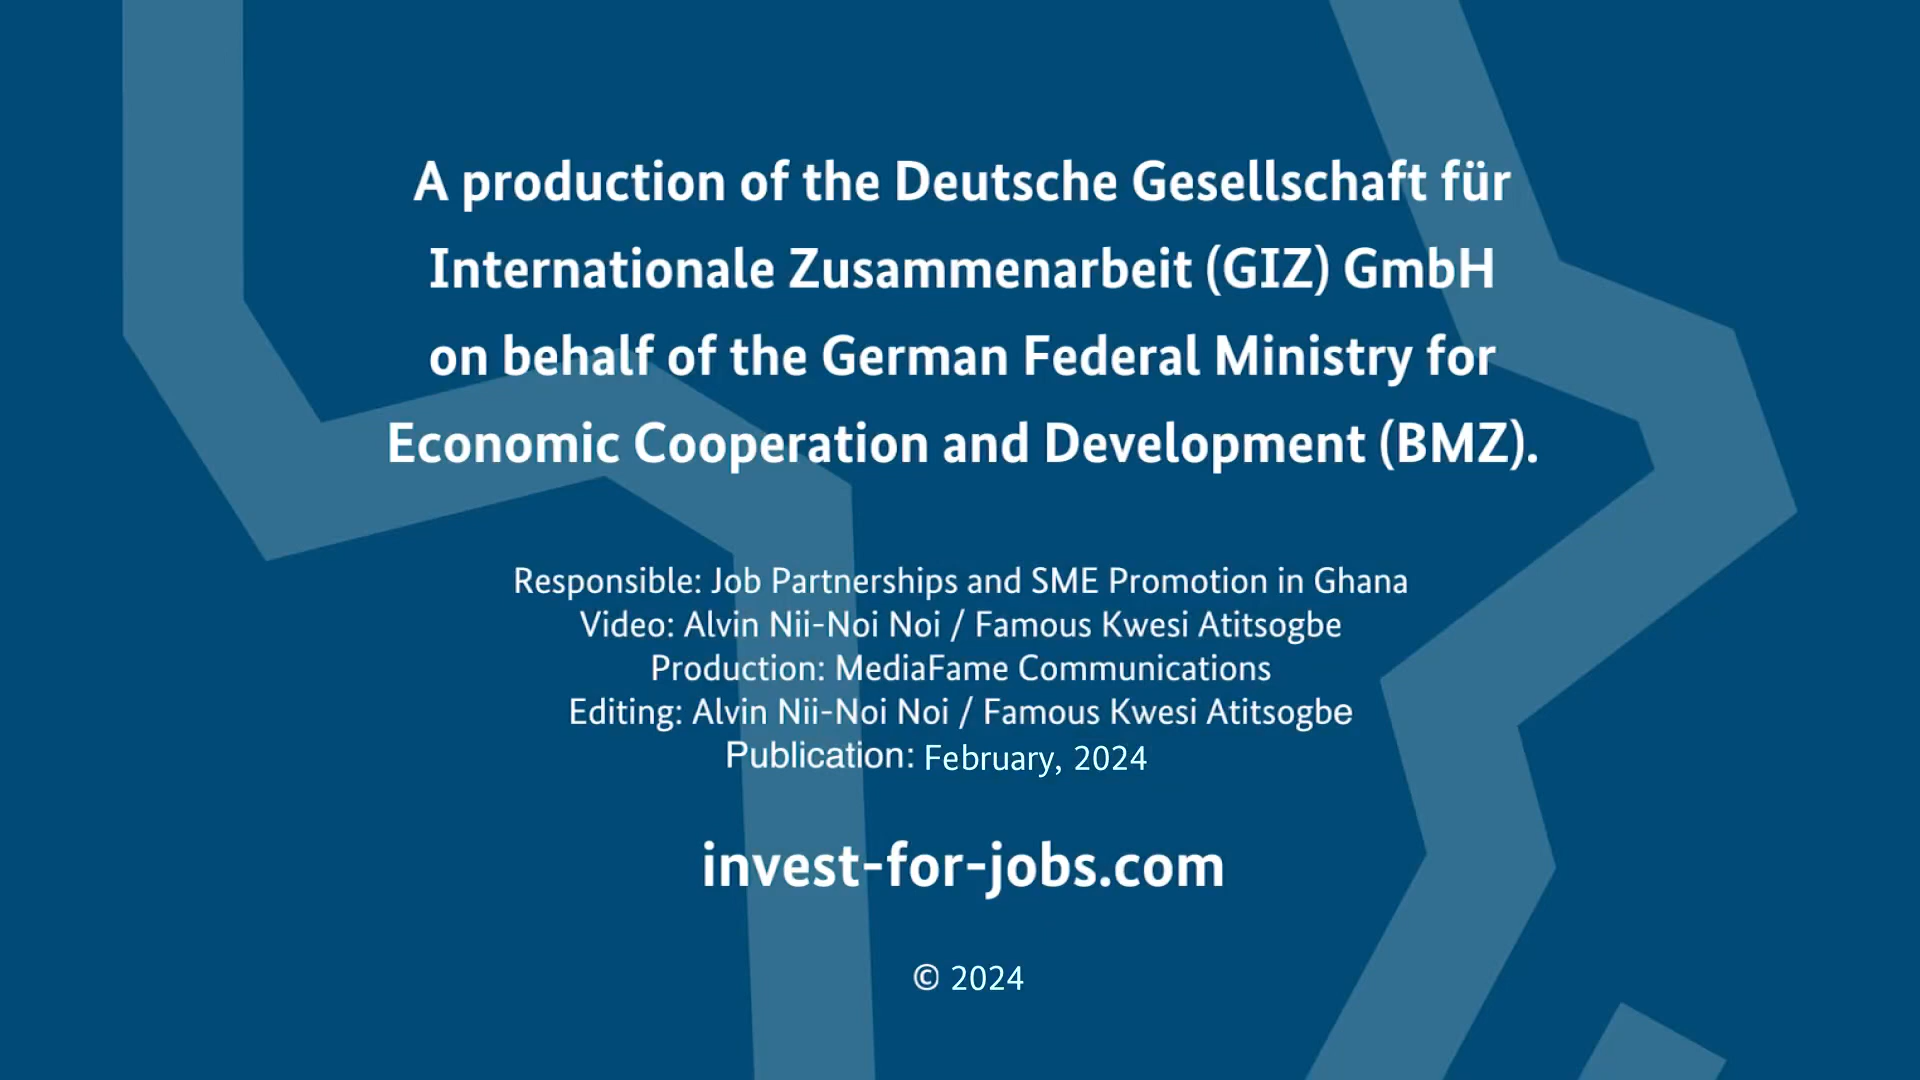 A production of the Deutsche Gesellschaft für
Internationale Zusammenarbeit (GIZ) GmbH
on behalf of the German Federal Ministry for
Economic Cooperation and Development (BMZ).
Responsible: Job Partnerships and SME Promotion in Ghana
Video: Alvin Nii-Noi Noi / Famous Kwesi Atitsogbe
Production: MediaFame Communications
Editing: Alvin Nii-Noi Noi / Famous Kwesi Atitsogbe
Publication: February, 2024
invest-for-jobs.com
© 2024